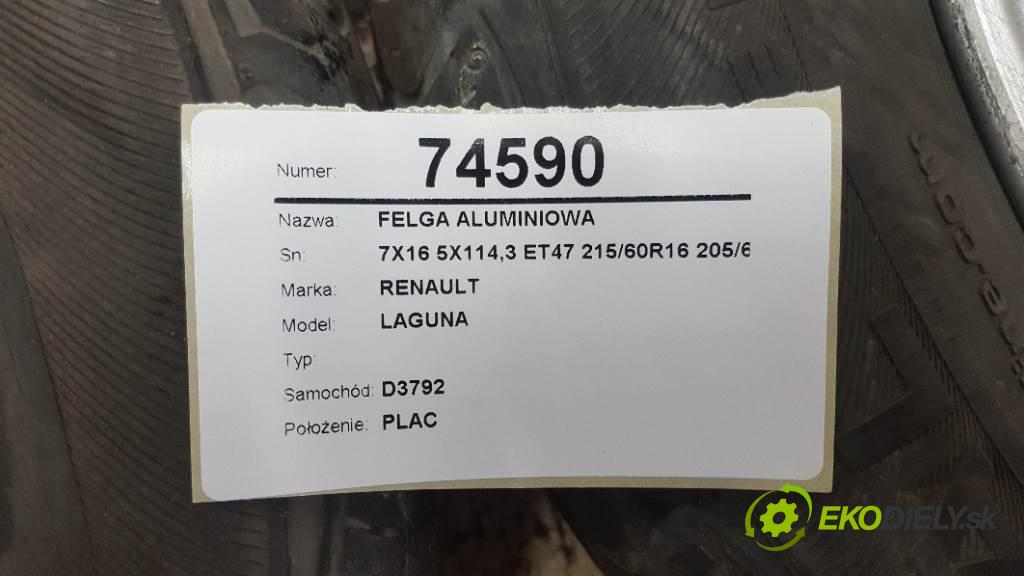 Numer: 74590
Nazwa: FELGA ALUMINIOWA
Sn: 7X16 5X114,3 ET47 215/60R16 205/6
Marka: RENAULT
Model: LAGUNA
Typ:
Samochód: D3792
Położenie: PLAC
EKODIELY.sk